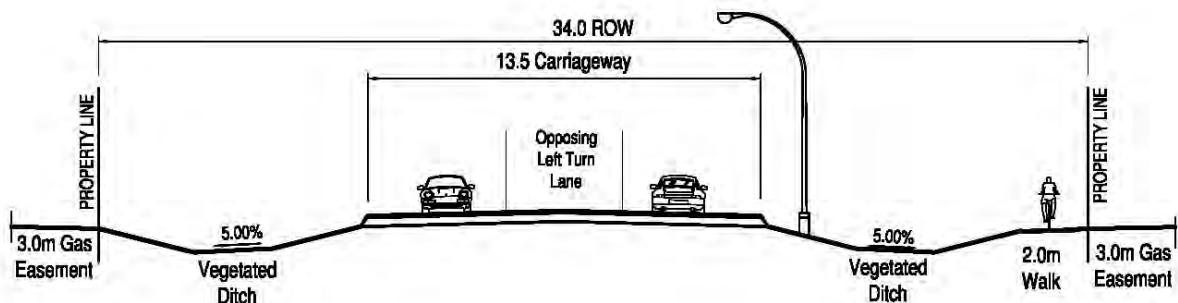 34.0 ROW
13.5 Carriageway
PROPERTY LINE
Opposing
Left Turn
Lane
PROPERTY LINE
5.00%
5.00%
3.0m Gas
Easement
Vegetated
Ditch
Vegetated
Ditch
2.0m
Walk
3.0m Gas
Easement